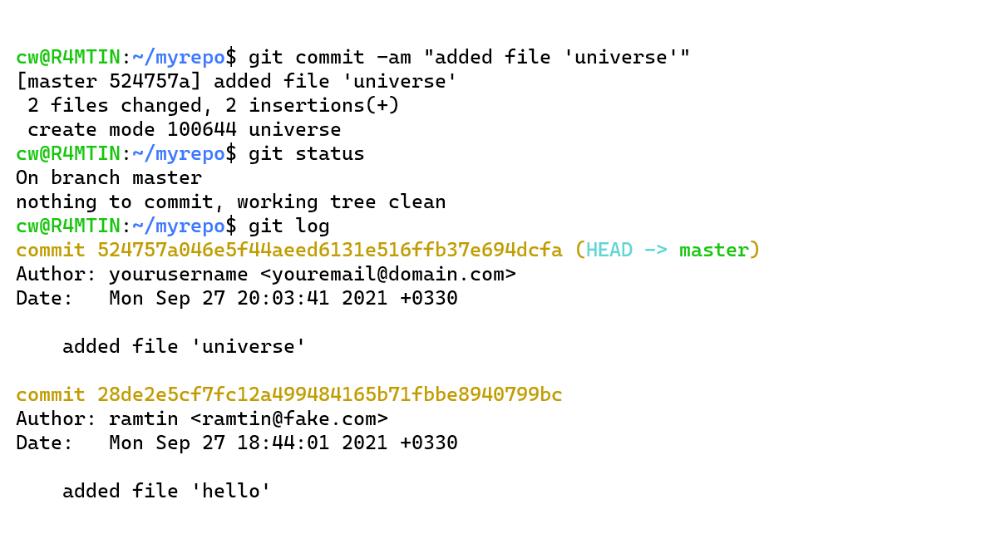 cw@R4MTIN:~/myrepo$ git commit -am "added file 'universe'"
[master 524757a] added file 'universe'
 2 files changed, 2 insertions(+)
 create mode 100644 universe
cw@R4MTIN:~/myrepo$ git status
On branch master
nothing to commit, working tree clean
cw@R4MTIN:~/myrepo$ git log
commit 524757a046e5f44aeed6131e516ffb37e694dcfa (HEAD -> master)
Author: yourusername <youremail@domain.com>
Date:   Mon Sep 27 20:03:41 2021 +0330

    added file 'universe'

commit 28de2e5cf7fc12a499484165b71fbbe8940799bc
Author: ramtin <ramtin@fake.com>
Date:   Mon Sep 27 18:44:01 2021 +0330

    added file 'hello'